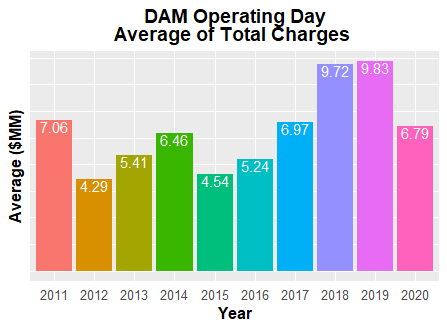 DAM Operating Day
Average of Total Charges
Average ($MM)
7.06
4.29
5.41
6.46
4.54
5.24
6.97
9.72
9.83
6.79
2011 2012 2013 2014 2015 2016 2017 2018 2019 2020
Year